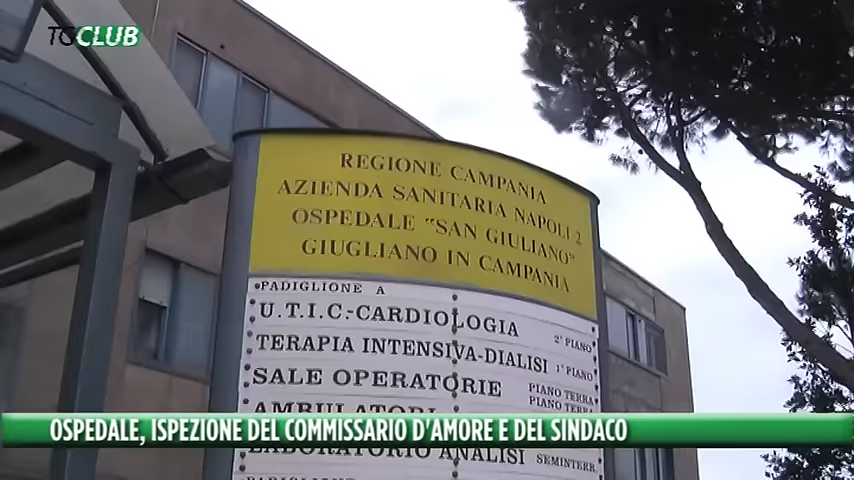 TGCLUB
REGIONE CAMPANIA
AZIENDA SANITARIA NAPOLI 2
OSPEDALE "SAN GIULIANO"
GIUGLIANO IN CAMPANIA
PADIGLIONE A
U.T.I.C.-CARDIOLOGIA 2° PIANO
TERAPIA INTENSIVA-DIALISI 1° PIANO
SALE OPERATORIE PIANO TERRA
PIANO TERRA
OSPEDALE, ISPEZIONE DEL COMMISSARIO D'AMORE E DEL SINDACO
LABORATORIO ANALISI SEMINTERR.